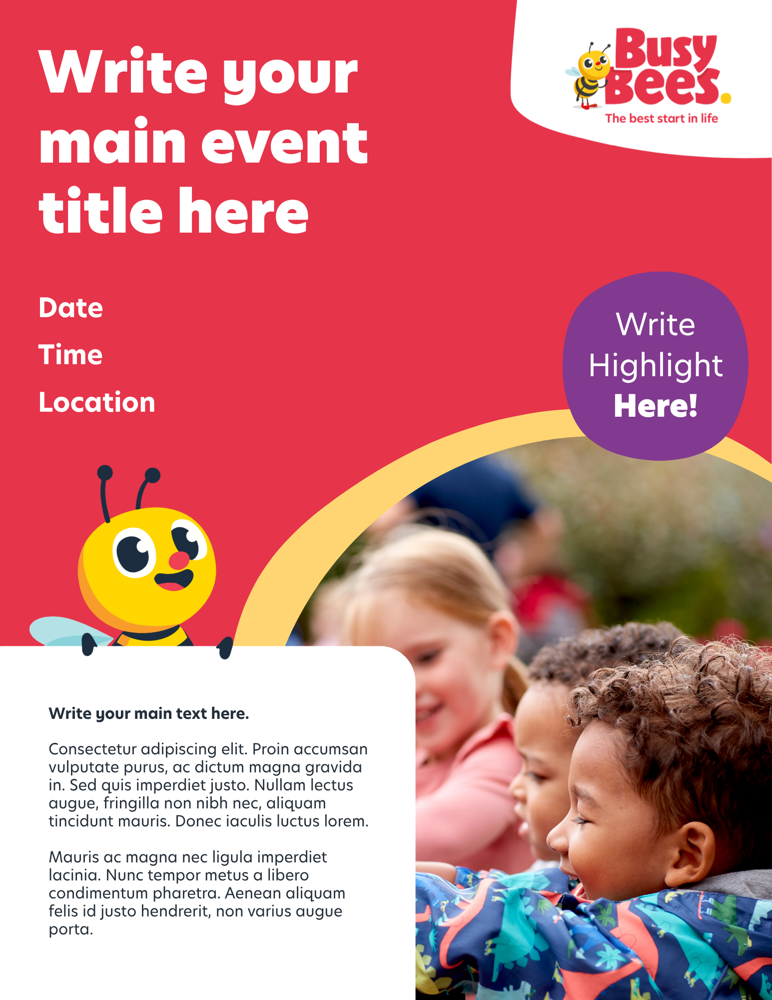 Write your
main event
title here
Busy
Bees.
The best start in life
Date
Time
Location
Write
Highlight
Here!
Write your main text here.
Consectetur adipiscing elit. Proin accumsan
vulputate purus, ac dictum magna gravida
in. Sed quis imperdiet justo. Nullam lectus
augue, fringilla non nibh nec, aliquam
tincidunt mauris. Donec iaculis luctus lorem.
Mauris ac magna nec ligula imperdiet
lacinia. Nunc tempor metus a libero
condimentum pharetra. Aenean aliquam
felis id justo hendrerit, non varius augue
porta.